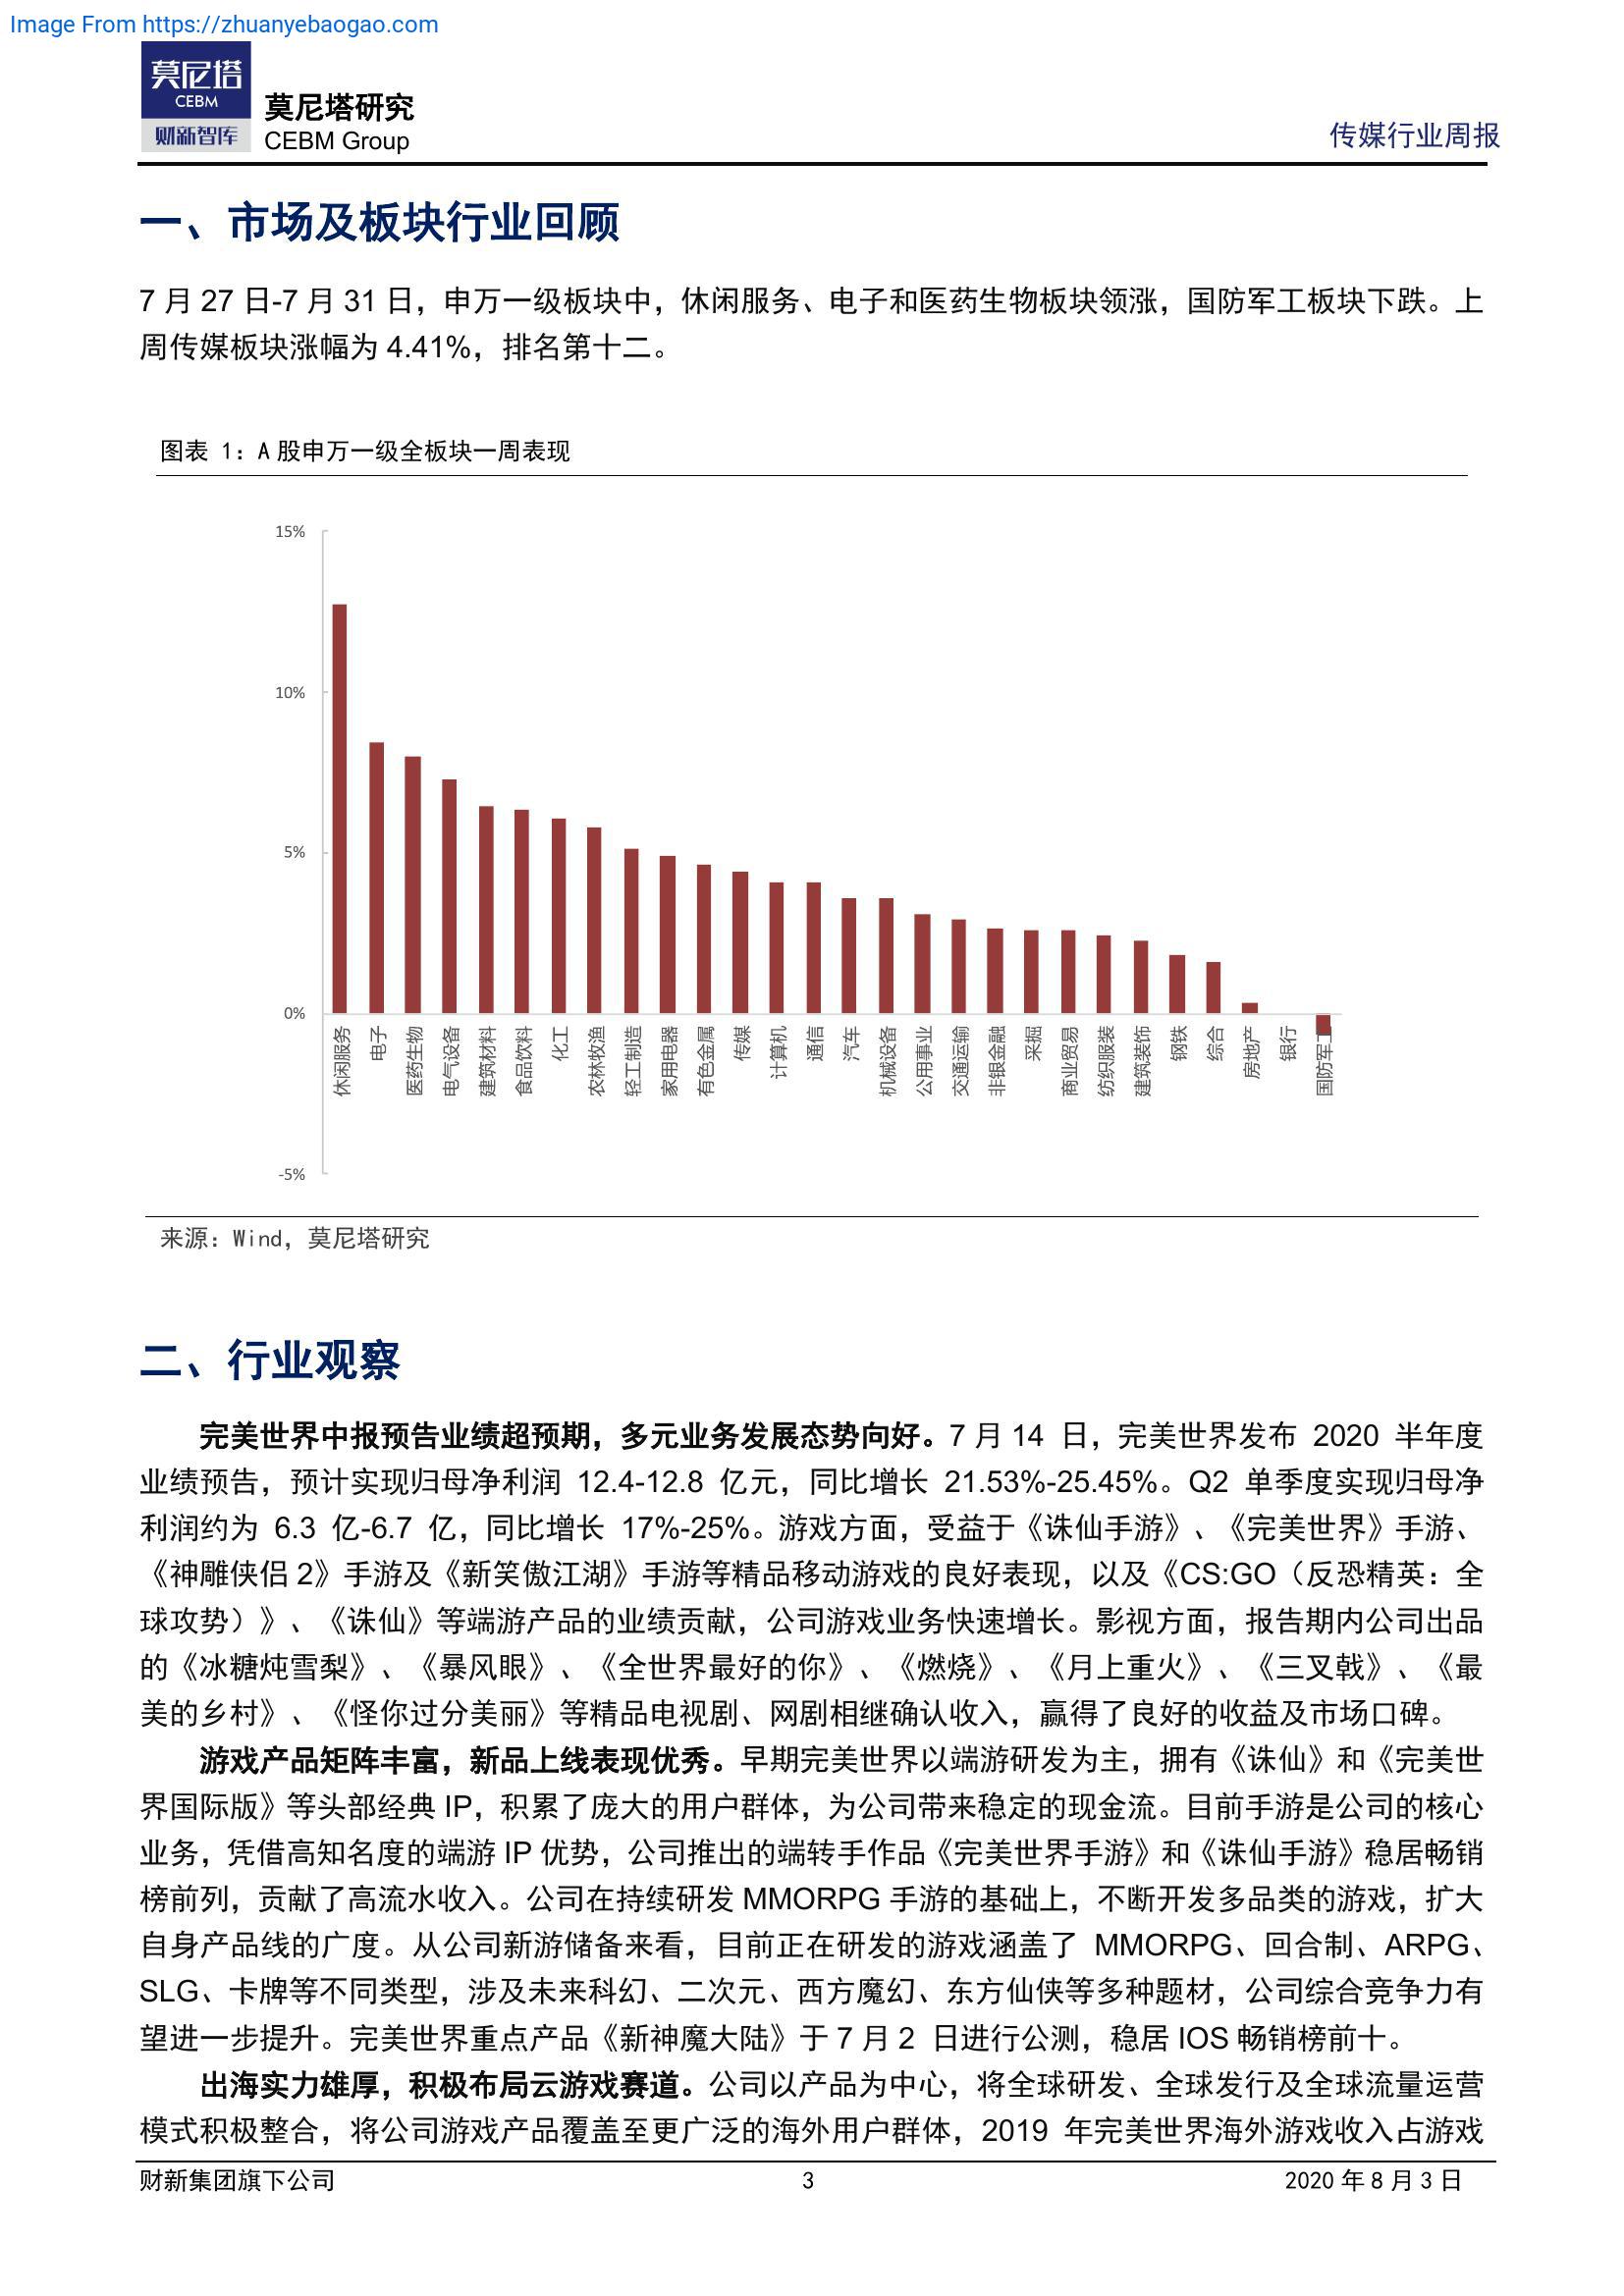 Image From https://zhuanyebaogao.com
莫尼塔
CEBM
财新智库
莫尼塔研究
CEBM Group
传媒行业周报
一、市场及板块行业回顾
7 月 27 日-7 月 31 日，申万一级板块中，休闲服务、电子和医药生物板块领涨，国防军工板块下跌。上
周传媒板块涨幅为 4.41%，排名第十二。
图表 1：A 股申万一级全板块一周表现
15%
10%
5%
0%
-5%
休闲服务
电子
医药生物
电气设备
建筑材料
食品饮料
化工
农林牧渔
轻工制造
家用电器
有色金属
传媒
计算机
通信
汽车
机械设备
公用事业
交通运输
非银金融
采掘
商业贸易
纺织服装
建筑装饰
钢铁
综合
房地产
银行
国防军工
来源：Wind，莫尼塔研究
二、行业观察
完美世界中报预告业绩超预期，多元业务发展态势向好。7 月 14 日，完美世界发布 2020 半年度
业绩预告，预计实现归母净利润 12.4-12.8 亿元，同比增长 21.53%-25.45%。Q2 单季度实现归母净
利润约为 6.3 亿-6.7 亿，同比增长 17%-25%。游戏方面，受益于《诛仙手游》、《完美世界》手游、
《神雕侠侣 2》手游及《新笑傲江湖》手游等精品移动游戏的良好表现，以及《CS:GO（反恐精英：全
球攻势）》、《诛仙》等端游产品的业绩贡献，公司游戏业务快速增长。影视方面，报告期内公司出品
的《冰糖炖雪梨》、《暴风眼》、《全世界最好的你》、《燃烧》、《月上重火》、《三叉戟》、《最
美的乡村》、《怪你过分美丽》等精品电视剧、网剧相继确认收入，赢得了良好的收益及市场口碑。
游戏产品矩阵丰富，新品上线表现优秀。早期完美世界以端游研发为主，拥有《诛仙》和《完美世
界国际版》等头部经典 IP，积累了庞大的用户群体，为公司带来稳定的现金流。目前手游是公司的核心
业务，凭借高知名度的端游 IP 优势，公司推出的端转手作品《完美世界手游》和《诛仙手游》稳居畅销
榜前列，贡献了高流水收入。公司在持续研发 MMORPG 手游的基础上，不断开发多品类的游戏，扩大
自身产品线的广度。从公司新游储备来看，目前正在研发的游戏涵盖了 MMORPG、回合制、ARPG、
SLG、卡牌等不同类型，涉及未来科幻、二次元、西方魔幻、东方仙侠等多种题材，公司综合竞争力有
望进一步提升。完美世界重点产品《新神魔大陆》于 7 月 2 日进行公测，稳居 IOS 畅销榜前十。
出海实力雄厚，积极布局云游戏赛道。公司以产品为中心，将全球研发、全球发行及全球流量运营
模式积极整合，将公司游戏产品覆盖至更广泛的海外用户群体，2019 年完美世界海外游戏收入占游戏
财新集团旗下公司
3
2020 年 8 月 3 日